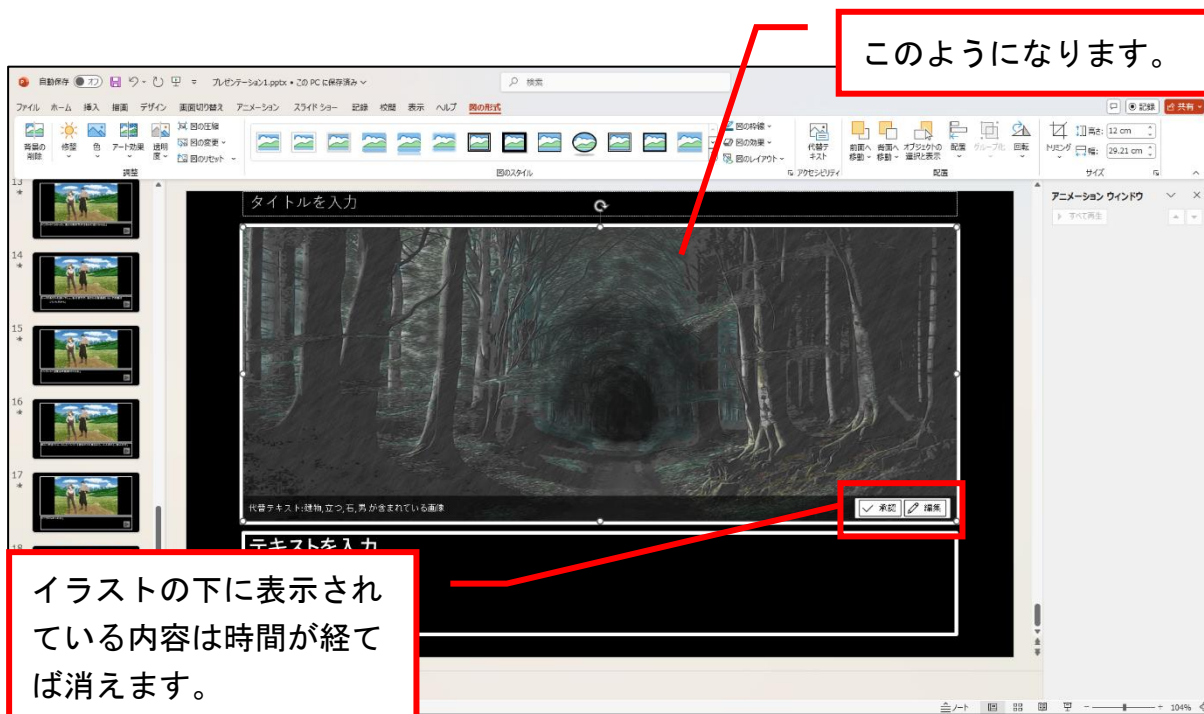 このようになります。
自動保存 オフ
プレゼンテーション1.pptx • この PC に保存済み
検索
ファイル ホーム 挿入 描画 デザイン 画面切り替え アニメーション スライド ショー 記録 校閲 表示 ヘルプ 図の形式
記録 共有
背景の削除
修整 色 アート効果 透明度
図の圧縮
図の変更
図のリセット
図の枠線
図の効果
図のレイアウト
代替テキスト
前面へ移動 背面へ移動 オブジェクトの選択と表示 配置 グループ化 回転
トリミング
高さ: 12 cm
幅: 29.21 cm
調整 図のスタイル アクセシビリティ 配置 サイズ
13
14
15
16
17
18
タイトルを入力
代替テキスト:建物,立つ,石,男 が含まれている画像
承認 編集
テキストを入力
アニメーション ウィンドウ
すべて再生
イラストの下に表示され
ている内容は時間が経て
ば消えます。
ノート
104%